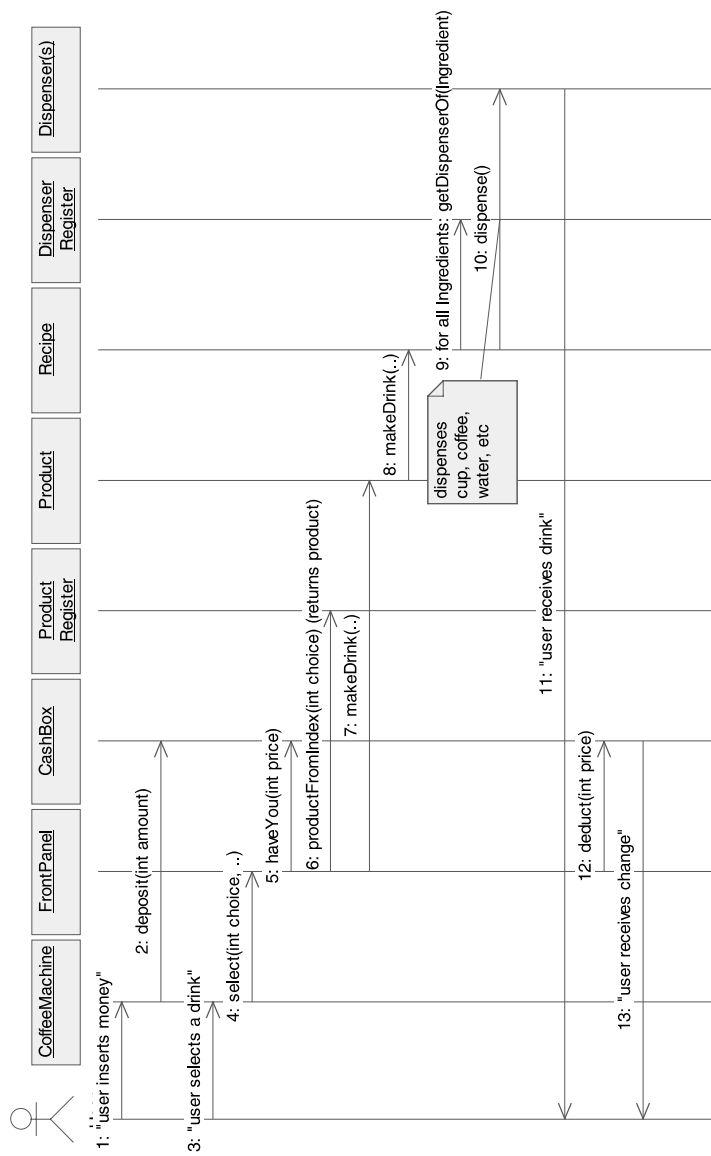 CoffeeMachine
FrontPanel
CashBox
Product
Register
Product
Recipe
Dispenser
Register
Dispenser(s)
1: "user inserts money"
2: deposit(int amount)
3: "user selects a drink"
4: select(int choice, ..)
5: haveYou(int price)
6: productFromIndex(int choice) (returns product)
7: makeDrink(..)
8: makeDrink(..)
9: for all Ingredients: getDispenserOf(Ingredient)
10: dispense()
dispenses
cup, coffee,
water, etc
11: "user receives drink"
12: deduct(int price)
13: "user receives change"